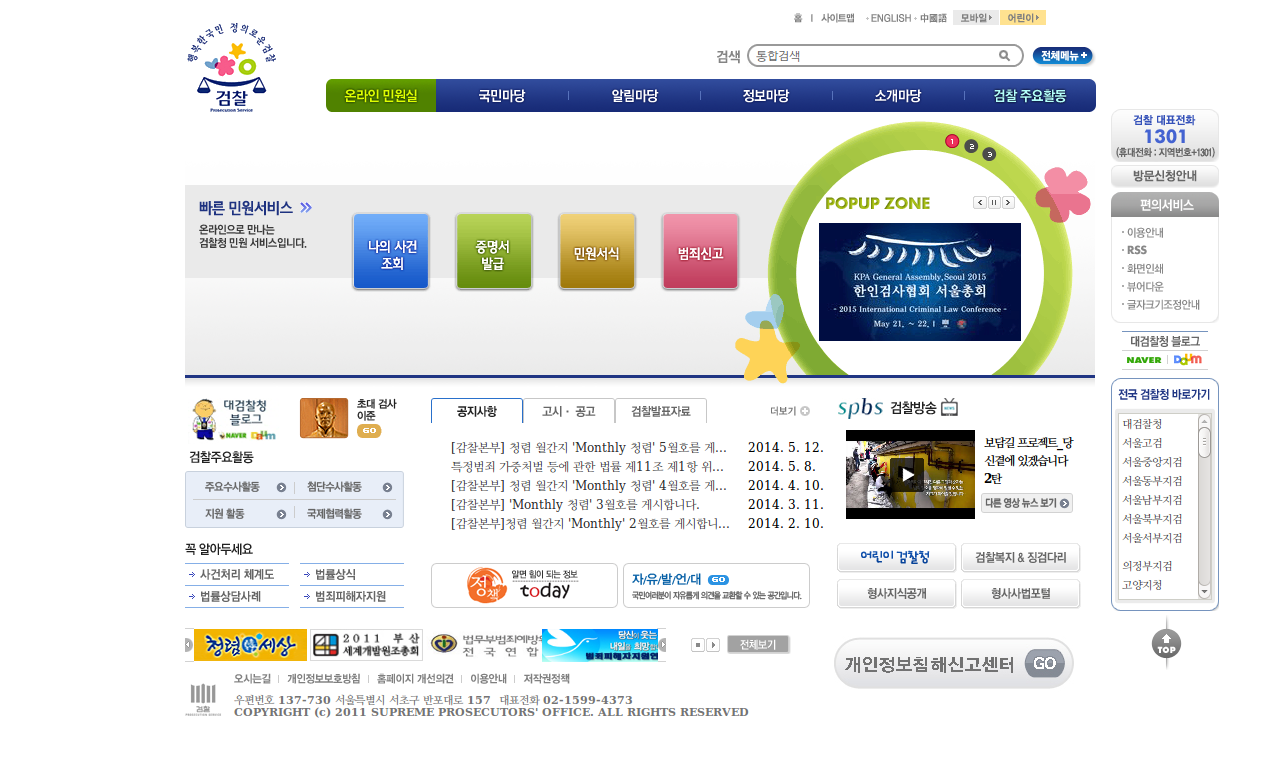 홈 | 사이트맵 ENGLISH 中國語 모바일 어린이
행복한국민 정의로운검찰
검찰
Prosecution Service
검색 통합검색 전체메뉴 +
온라인 민원실 국민마당 알림마당 정보마당 소개마당 검찰 주요활동
검찰 대표전화
1301
(휴대전화 : 지역번호+1301)
방문신청안내
편의서비스
이용안내
RSS
화면인쇄
뷰어다운
글자크기조정안내
대검찰청 블로그
NAVER Daum
전국 검찰청 바로가기
대검찰청
서울고검
서울중앙지검
서울동부지검
서울남부지검
서울북부지검
서울서부지검
의정부지검
고양지청
TOP
빠른 민원서비스
온라인으로 만나는
검찰청 민원 서비스입니다.
나의 사건
조회
증명서
발급
민원서식
범죄신고
1 2 3
POPUP ZONE
KPA General Assembly, Seoul 2015
한인검사협회 서울총회
- 2015 International Criminal Law Conference -
May 21. ~ 22. |
대검찰청
블로그
NAVER Daum
초대 검사
이준
GO
검찰주요활동
주요수사활동 첨단수사활동
지원 활동 국제협력활동
공지사항 고시 · 공고 검찰발표자료 더보기
[감찰본부] 청렴 월간지 'Monthly 청렴' 5월호를 게... 2014. 5. 12.
특정범죄 가중처벌 등에 관한 법률 제11조 제1항 위... 2014. 5. 8.
[감찰본부] 청렴 월간지 'Monthly 청렴' 4월호를 게... 2014. 4. 10.
[감찰본부] 'Monthly 청렴' 3월호를 게시합니다. 2014. 3. 11.
[감찰본부]청렴 월간지 'Monthly' 2월호를 게시합니... 2014. 2. 10.
spbs 검찰방송
보담길 프로젝트_당
신곁에 있겠습니다
2탄
다른 영상 뉴스 보기
꼭 알아두세요
사건처리 체계도 법률상식
법률상담사례 범죄피해자지원
정책
알면 힘이 되는 정보
today
자/유/발/언/대 GO
국민여러분이 자유롭게 의견을 교환할 수 있는 공간입니다.
어린이 검찰청 검찰복지 & 징검다리
형사지식공개 형사사법포털
청렴 세상
2011 부산
세계개발원조총회
법무부범죄예방위
전국연합
당신이 웃는
내일을 희망합
범죄피해자지원연
전체보기
개인정보침해신고센터 GO
오시는길 | 개인정보보호방침 | 홈페이지 개선의견 | 이용안내 | 저작권정책
검찰
PROSECUTION SERVICE
우편번호 137-730 서울특별시 서초구 반포대로 157 대표전화 02-1599-4373
COPYRIGHT (c) 2011 SUPREME PROSECUTORS' OFFICE. ALL RIGHTS RESERVED